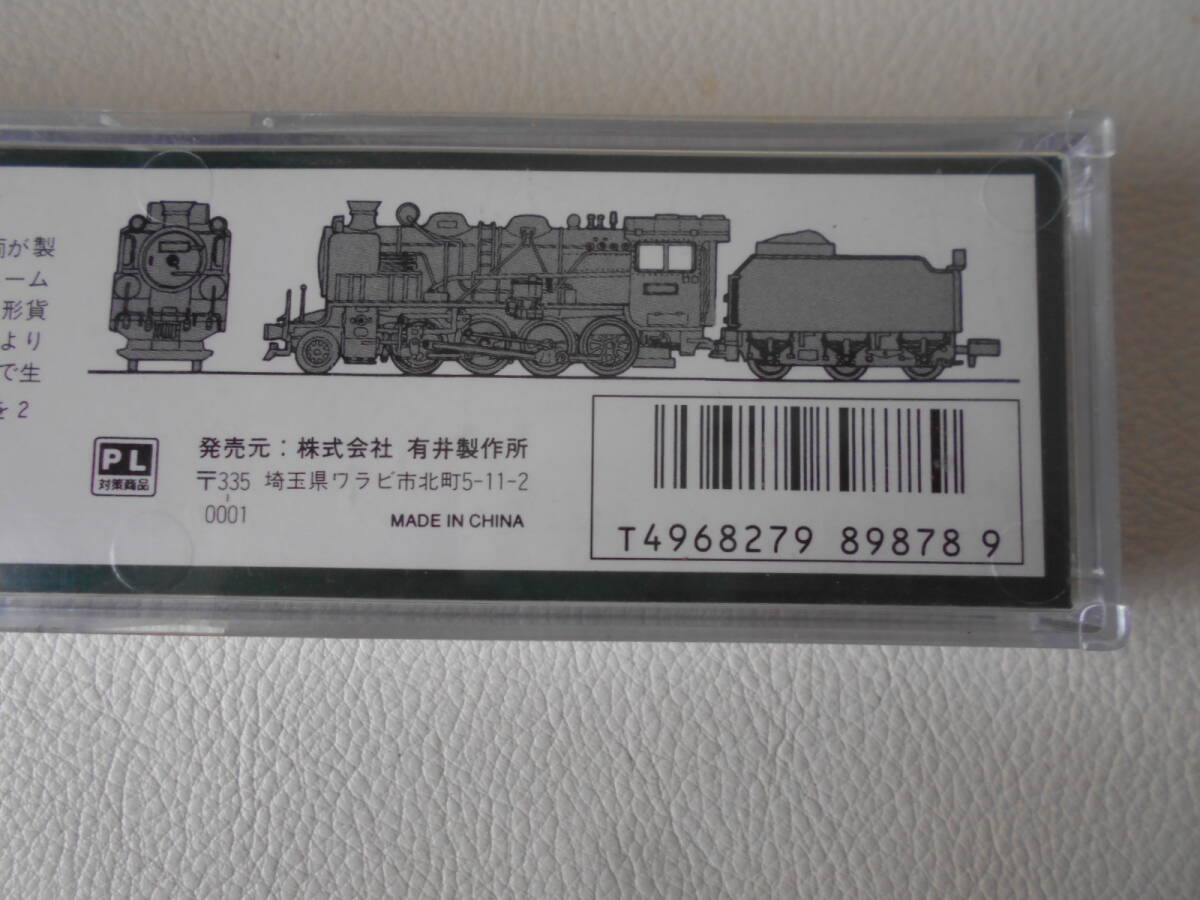 両が製
ーム
形貨
より
で生
を2
PL
対策商品
発売元：株式会社 有井製作所
〒335 埼玉県ワラビ市北町5-11-2
0001
MADE IN CHINA
T4968279 89878 9